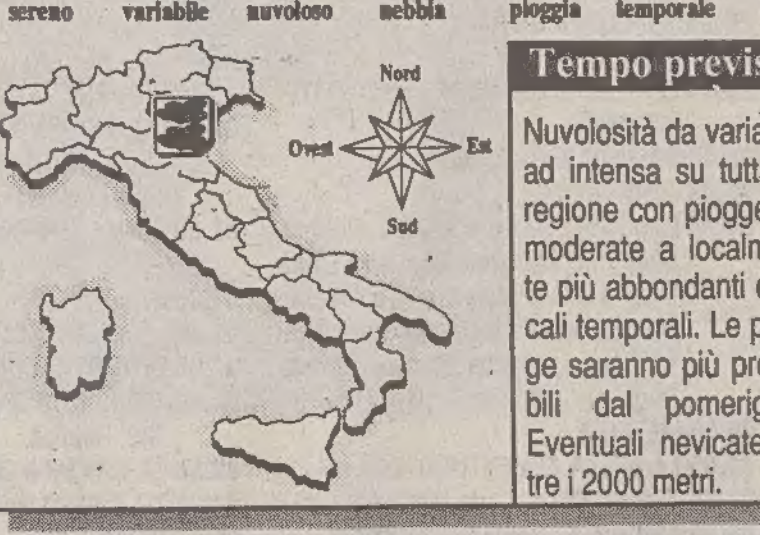 sereno variabile nuvoloso nebbia pioggia temporale
Nord
Ovest
Est
Sud
Tempo previs
Nuvolosità da varia
ad intensa su tutt
regione con piogge
moderate a localm
te più abbondanti e
cali temporali. Le p
ge saranno più pro
bili dal pomerig
Eventuali nevicate
tre i 2000 metri.